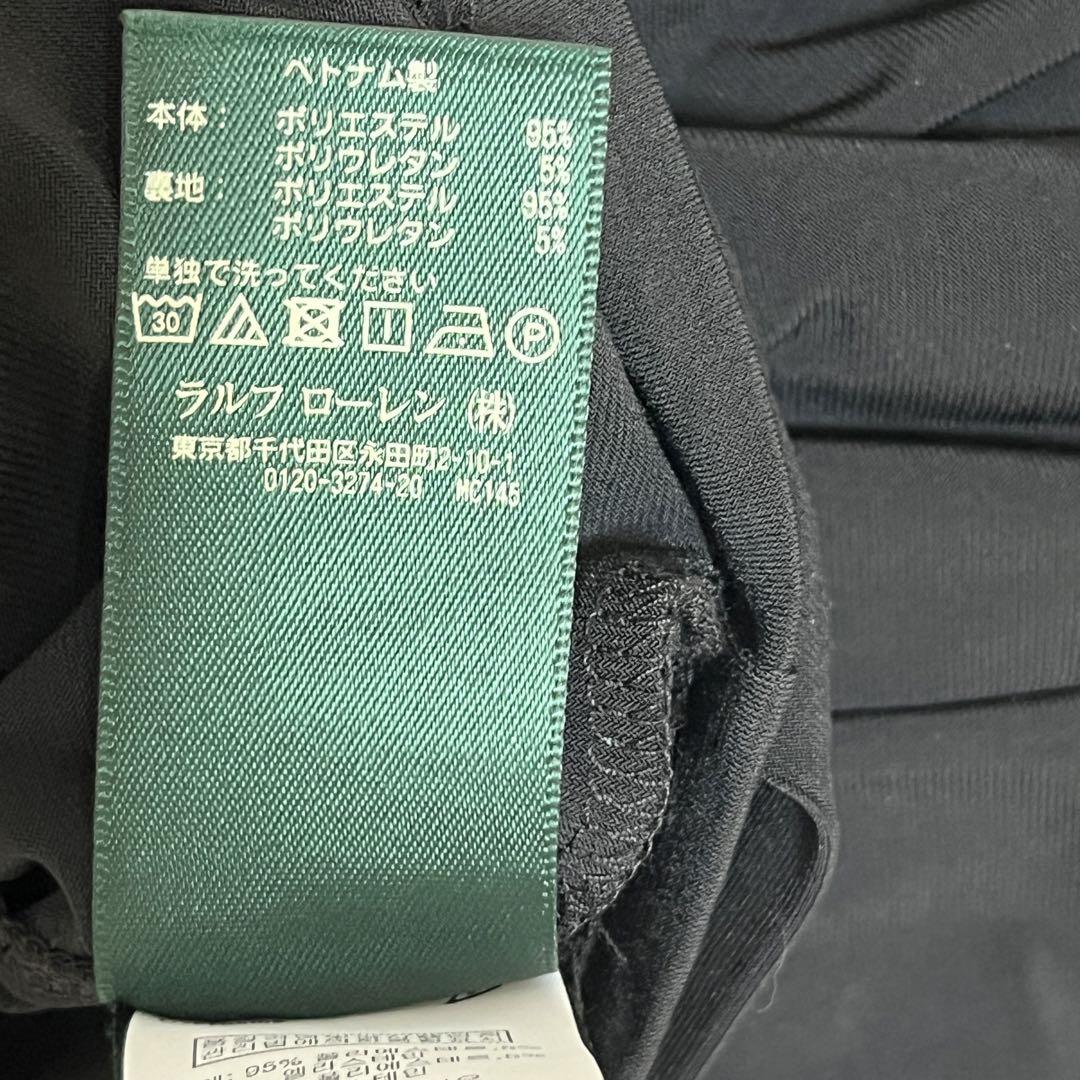 ベトナム製
本体： ポリエステル 95%
ポリウレタン 5%
裏地： ポリエステル 95%
ポリウレタン 5%
単独で洗ってください
30 P
ラルフ ローレン (株)
東京都千代田区永田町2-10-1
0120-3274-20 MC145
95%